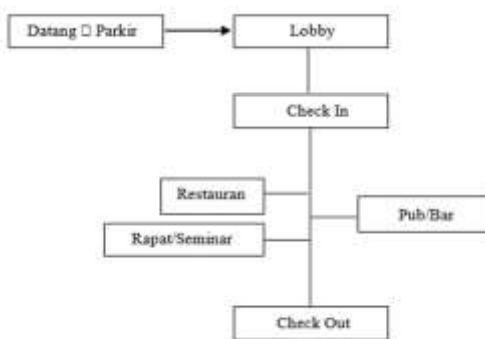 Datang □ Parkir
Lobby
Check In
Restauran
Pub/Bar
Rapat/Seminar
Check Out